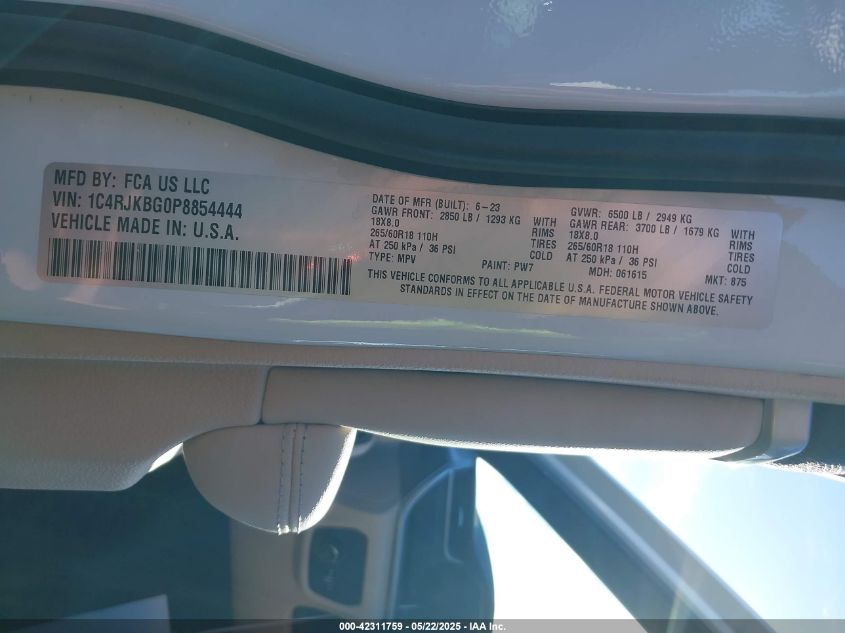 MFD BY: FCA US LLC
VIN: 1C4RJKBG0P8854444
VEHICLE MADE IN: U.S.A.
DATE OF MFR (BUILT): 6-23 GVWR: 6500 LB / 2949 KG
GAWR FRONT: 2850 LB / 1293 KG WITH GAWR REAR: 3700 LB / 1679 KG WITH
18X8.0 RIMS 18X8.0 RIMS
265/60R18 110H TIRES 265/60R18 110H TIRES
AT 250 kPa / 36 PSI COLD AT 250 kPa / 36 PSI COLD
TYPE: MPV PAINT: PW7 MDH: 061615 MKT: 875
THIS VEHICLE CONFORMS TO ALL APPLICABLE U.S.A. FEDERAL MOTOR VEHICLE SAFETY
STANDARDS IN EFFECT ON THE DATE OF MANUFACTURE SHOWN ABOVE.
000-42311759 - 05/22/2025 - IAA Inc.